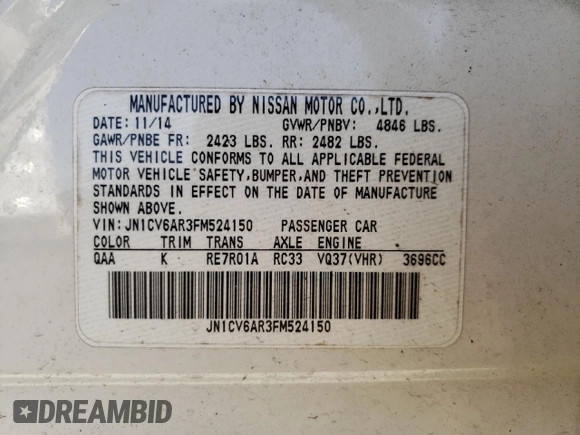 MANUFACTURED BY NISSAN MOTOR CO.,LTD.
DATE: 11/14 GVWR/PNBV: 4846 LBS.
GAWR/PNBE FR: 2423 LBS. RR: 2482 LBS.
THIS VEHICLE CONFORMS TO ALL APPLICABLE FEDERAL
MOTOR VEHICLE SAFETY,BUMPER,AND THEFT PREVENTION
STANDARDS IN EFFECT ON THE DATE OF MANUFACTURE
SHOWN ABOVE.
VIN: JN1CV6AR3FM524150 PASSENGER CAR
COLOR TRIM TRANS AXLE ENGINE
QAA K RE7R01A RC33 VQ37(VHR) 3696CC
JN1CV6AR3FM524150
DREAMBID